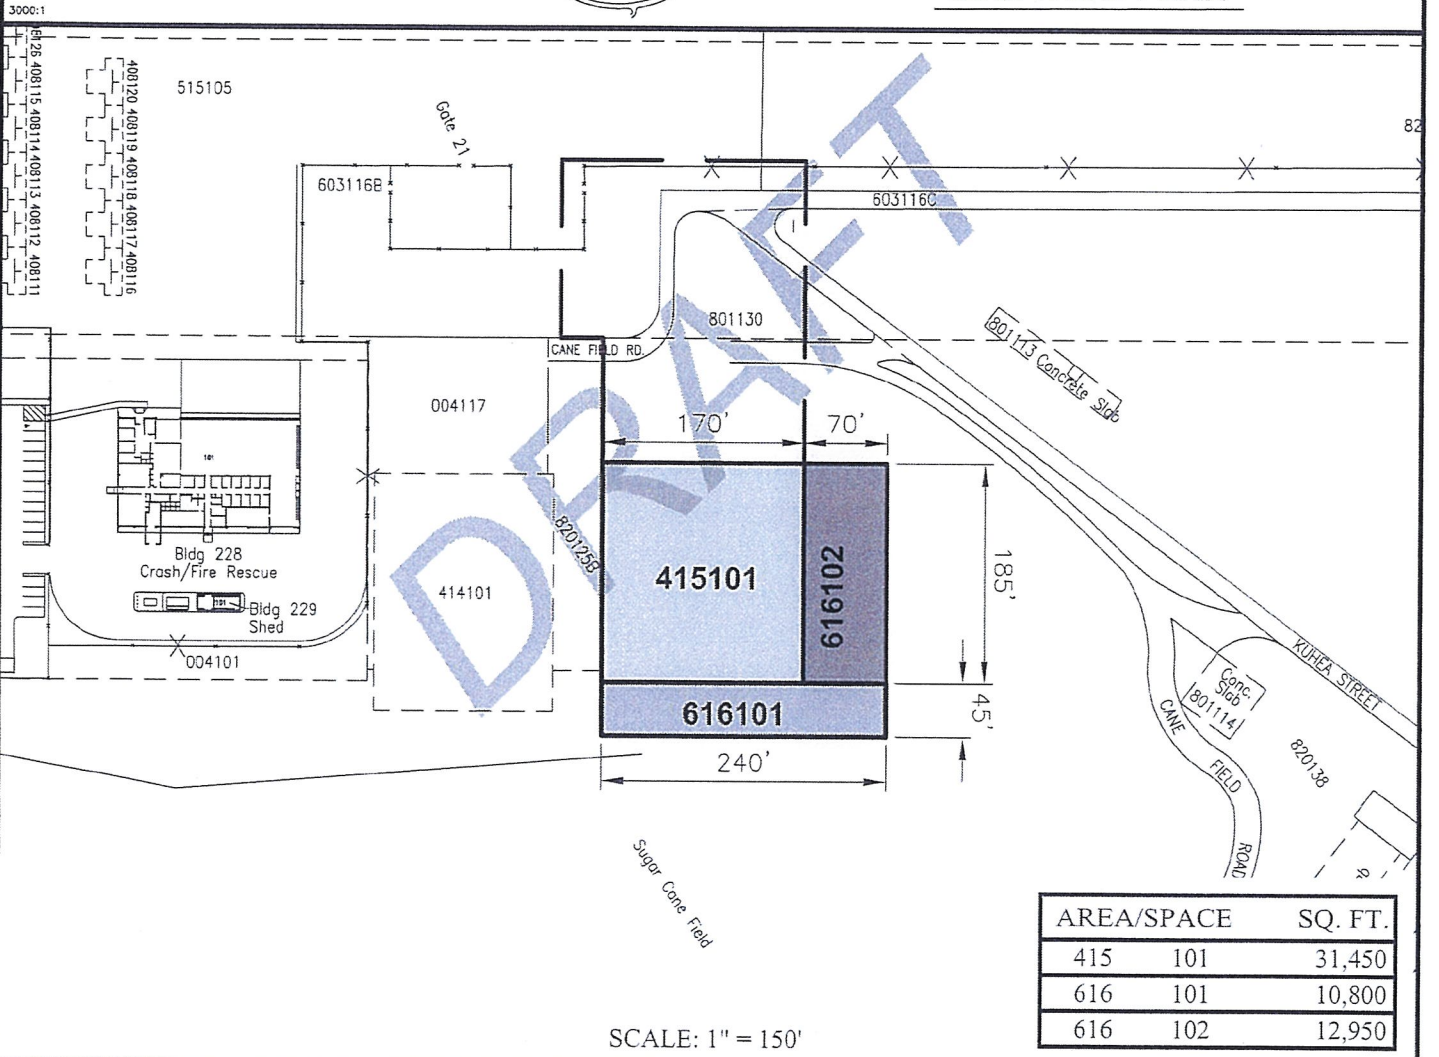 3000:1
26 408115 408114 408113 408112 408111
408120 408119 408118 408117 408116
515105
Gate 21
82
603116B
603116C
801130
CANE FIELD RD.
801113 Concrete Slab
004117
170'
70'
101
820125B
185'
Bldg 228
Crash/Fire Rescue
414101
415101
616102
101
Bldg 229
Shed
004101
KUHEA STREET
Conc.
Slab
801114
616101
45'
CANE FIELD ROAD
240'
820138
Sugar Cane Field
DRAFT
AREA/SPACE SQ. FT.
415 101 31,450
616 101 10,800
616 102 12,950
SCALE: 1" = 150'